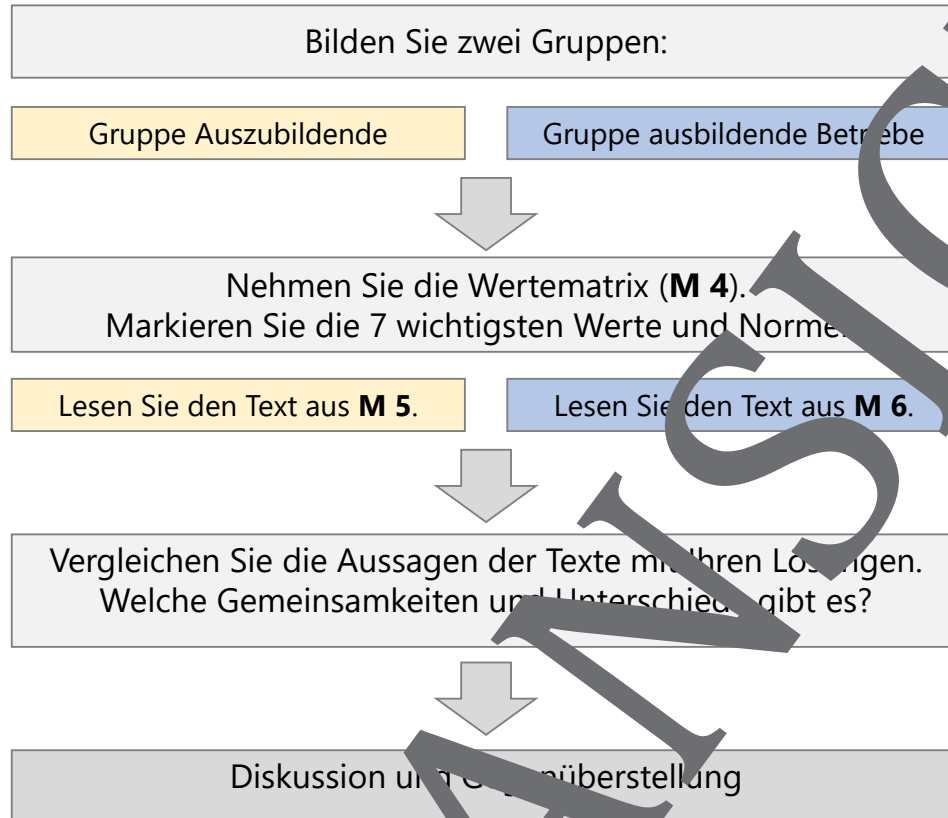 Bilden Sie zwei Gruppen:
Gruppe Auszubildende
Gruppe ausbildende Betriebe
Nehmen Sie die Wertematrix (M 4).
Markieren Sie die 7 wichtigsten Werte und Normen.
Lesen Sie den Text aus M 5.
Lesen Sie den Text aus M 6.
Vergleichen Sie die Aussagen der Texte mit Ihren Lösungen.
Welche Gemeinsamkeiten und Unterschiede gibt es?
Diskussion und Gegenüberstellung
ANSIC